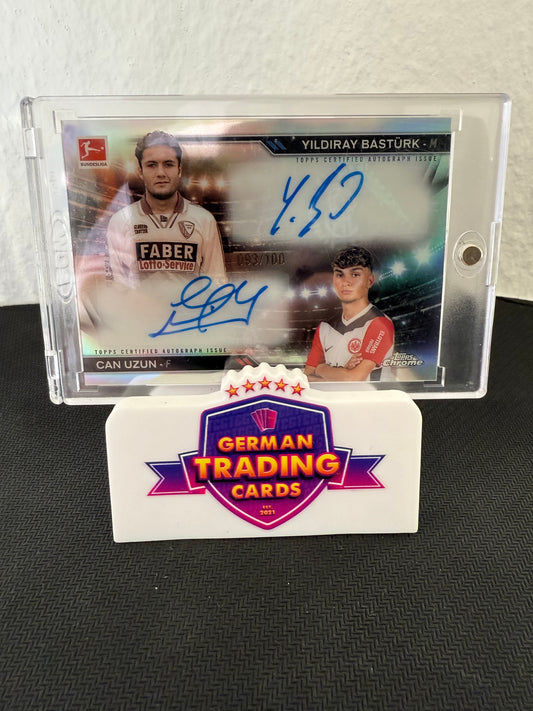 BUNDESLIGA
YILDIRAY BASTÜRK - M
TOPPS CERTIFIED AUTOGRAPH ISSUE
FABER
Lotto-Service
093/100
TOPPS CERTIFIED AUTOGRAPH ISSUE
CAN UZUN - F
Topps
Chrome
GERMAN
TRADING
CARDS
EST.
2021